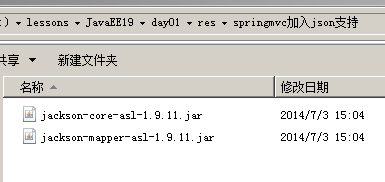 ) ▸ lessons ▸ JavaEE19 ▸ day01 ▸ res ▸ springmvc加入json支持
共享 ▾ 新建文件夹
名称 修改日期
jackson-core-asl-1.9.11.jar 2014/7/3 15:04
jackson-mapper-asl-1.9.11.jar 2014/7/3 15:04